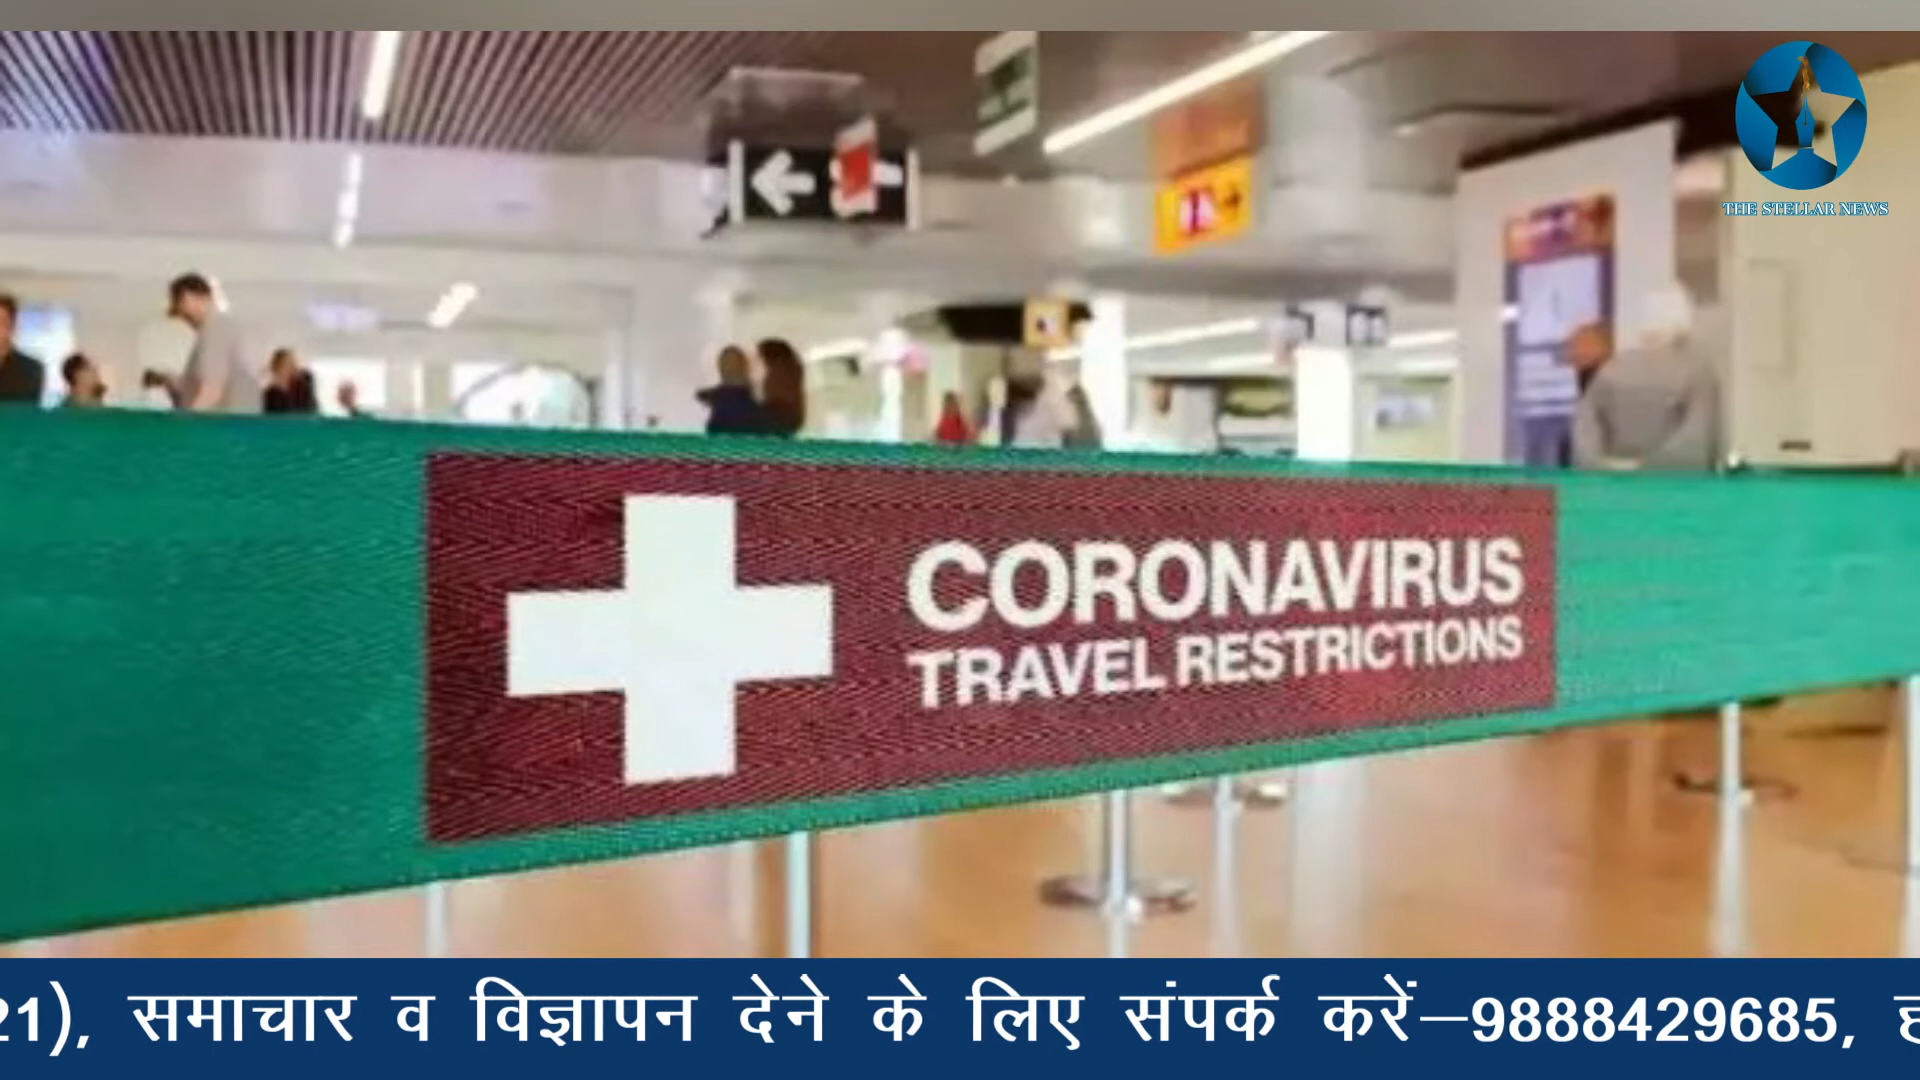 THE STELLAR NEWS
CORONAVIRUS
TRAVEL RESTRICTIONS
21), समाचार व विज्ञापन देने के लिए संपर्क करें–9888429685,